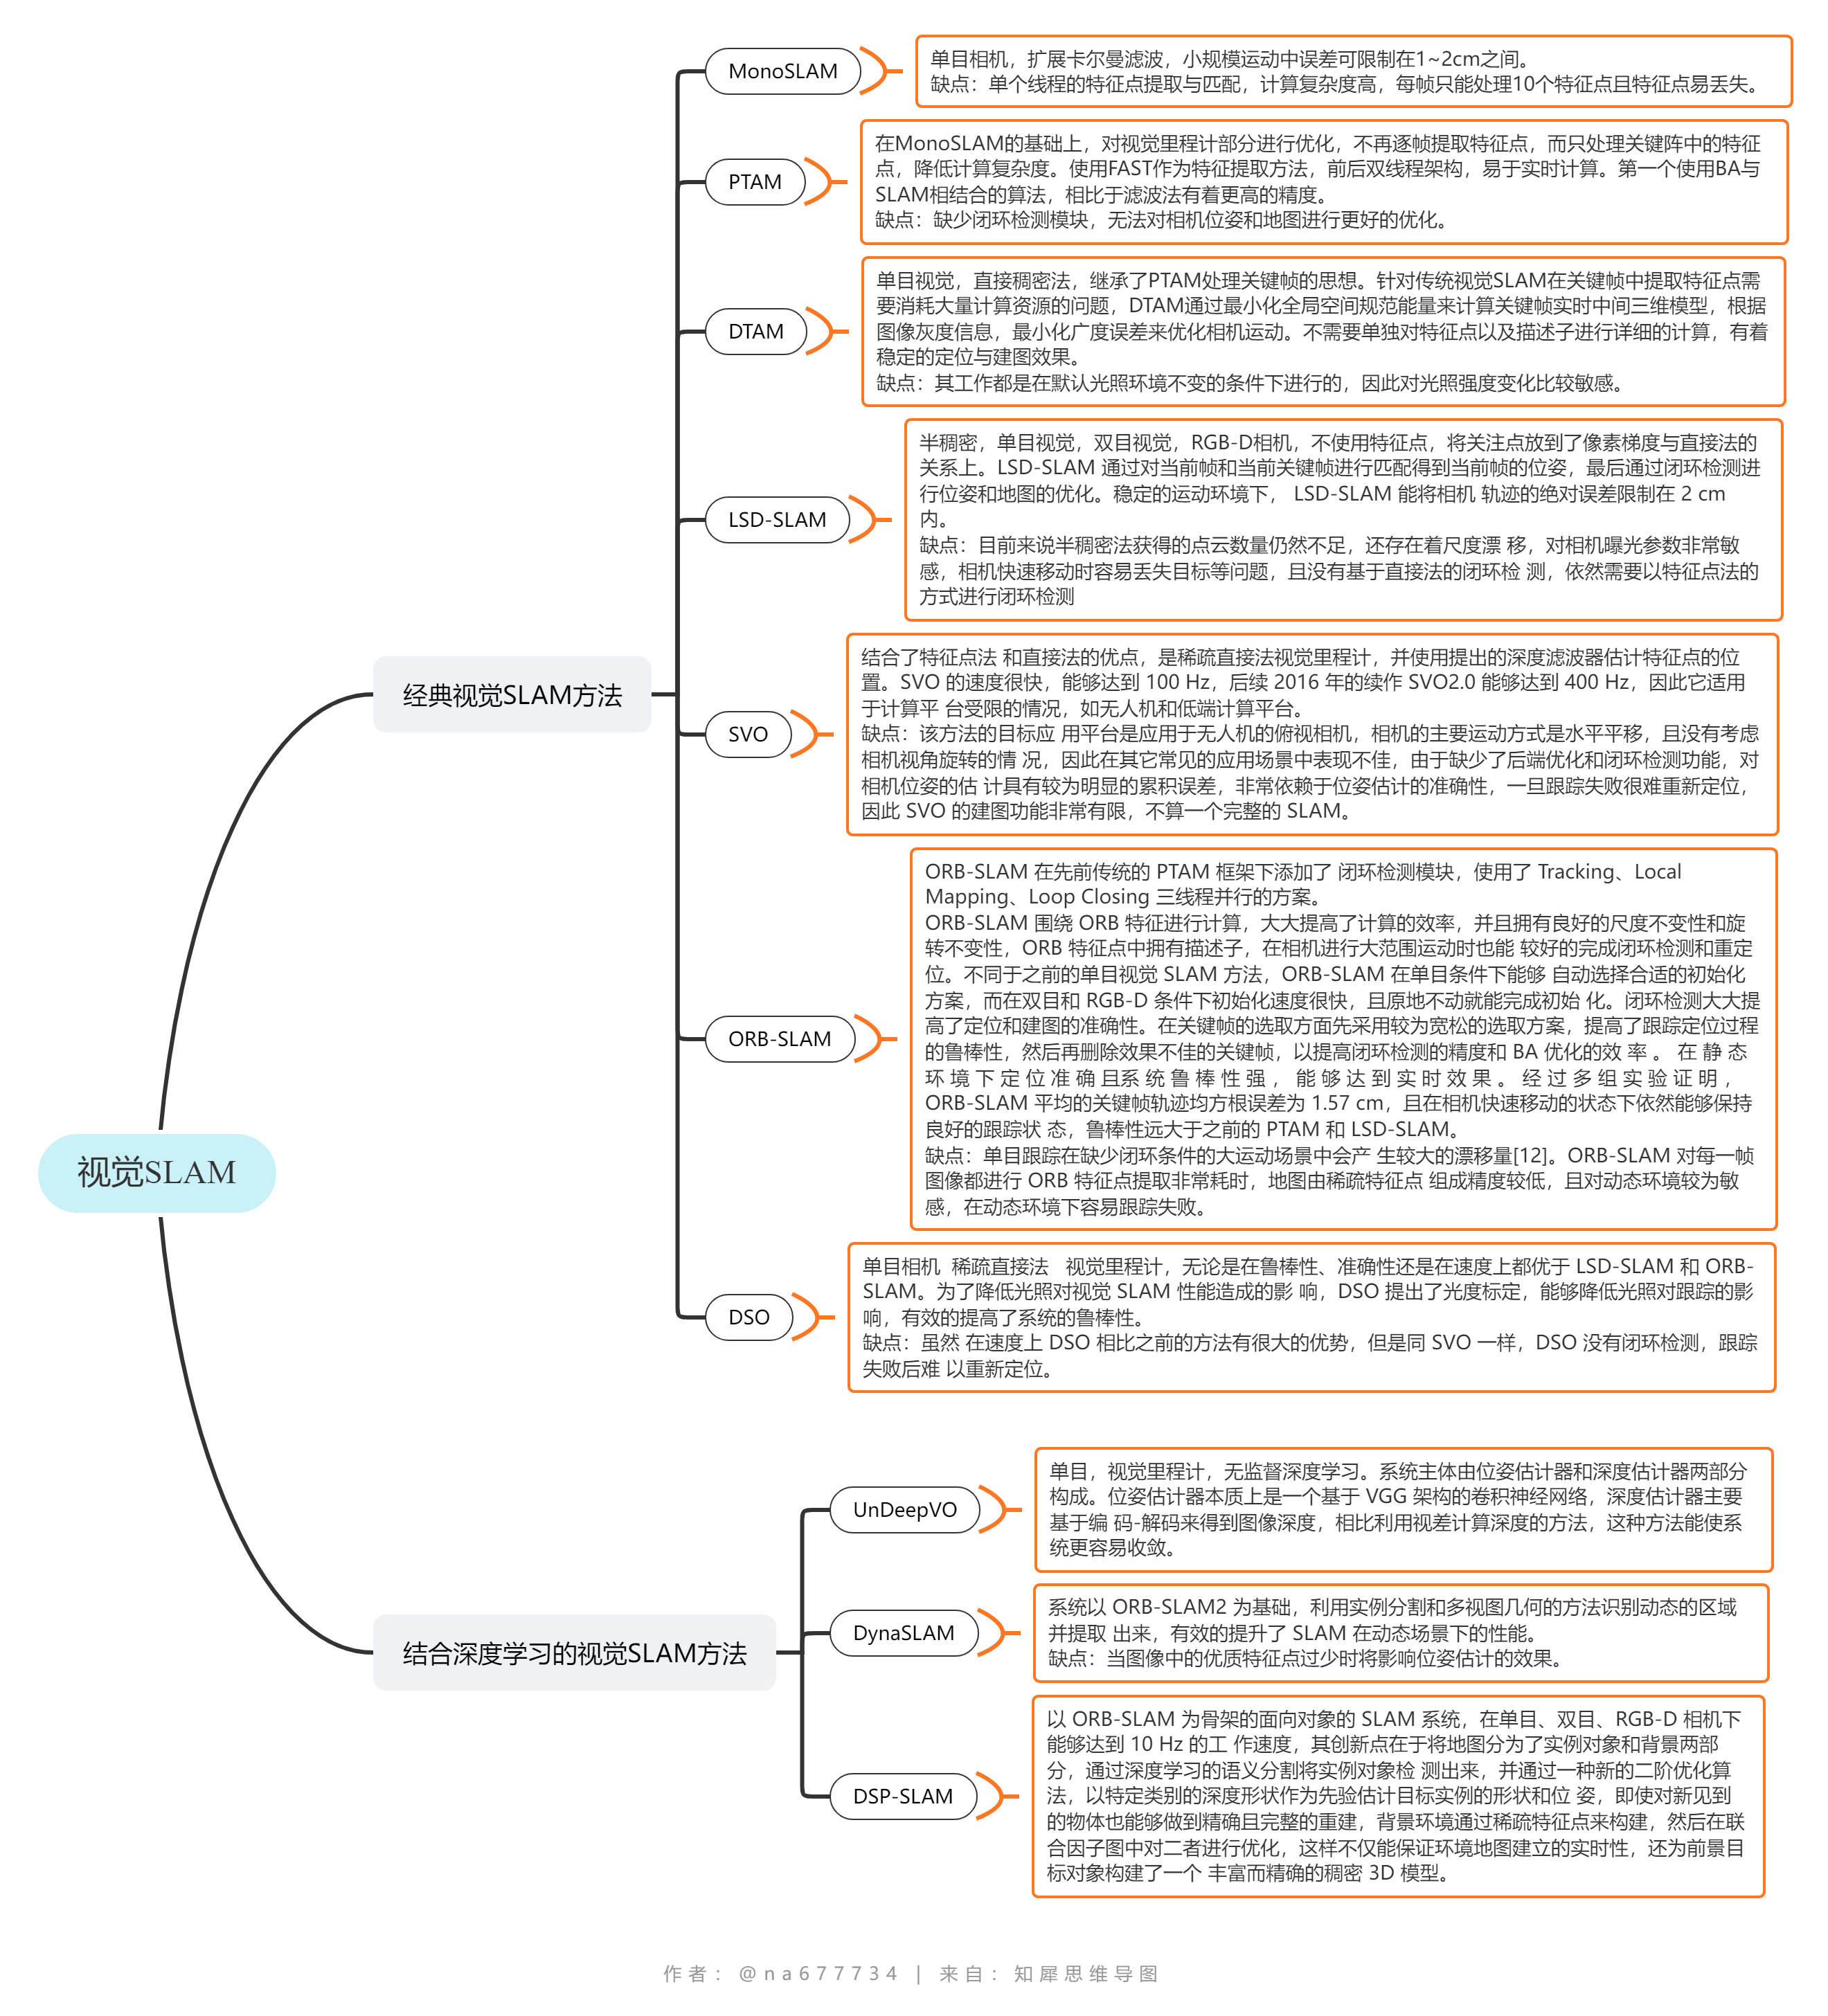 MonoSLAM
单目相机，扩展卡尔曼滤波，小规模运动中误差可限制在1~2cm之间。
缺点：单个线程的特征点提取与匹配，计算复杂度高，每帧只能处理10个特征点且特征点易丢失。
PTAM
在MonoSLAM的基础上，对视觉里程计部分进行优化，不再逐帧提取特征点，而只处理关键阵中的特征
点，降低计算复杂度。使用FAST作为特征提取方法，前后双线程架构，易于实时计算。第一个使用BA与
SLAM相结合的算法，相比于滤波法有着更高的精度。
缺点：缺少闭环检测模块，无法对相机位姿和地图进行更好的优化。
DTAM
单目视觉，直接稠密法，继承了PTAM处理关键帧的思想。针对传统视觉SLAM在关键帧中提取特征点需
要消耗大量计算资源的问题，DTAM通过最小化全局空间规范能量来计算关键帧实时中间三维模型，根据
图像灰度信息，最小化广度误差来优化相机运动。不需要单独对特征点以及描述子进行详细的计算，有着
稳定的定位与建图效果。
缺点：其工作都是在默认光照环境不变的条件下进行的，因此对光照强度变化比较敏感。
LSD-SLAM
半稠密，单目视觉，双目视觉，RGB-D相机，不使用特征点，将关注点放到了像素梯度与直接法的
关系上。LSD-SLAM 通过对当前帧和当前关键帧进行匹配得到当前帧的位姿，最后通过闭环检测进
行位姿和地图的优化。稳定的运动环境下， LSD-SLAM 能将相机 轨迹的绝对误差限制在 2 cm
内。
缺点：目前来说半稠密法获得的点云数量仍然不足，还存在着尺度漂 移，对相机曝光参数非常敏
感，相机快速移动时容易丢失目标等问题，且没有基于直接法的闭环检 测，依然需要以特征点法的
方式进行闭环检测
经典视觉SLAM方法
SVO
结合了特征点法 和直接法的优点，是稀疏直接法视觉里程计，并使用提出的深度滤波器估计特征点的位
置。SVO 的速度很快，能够达到 100 Hz，后续 2016 年的续作 SVO2.0 能够达到 400 Hz，因此它适用
于计算平 台受限的情况，如无人机和低端计算平台。
缺点：该方法的目标应 用平台是应用于无人机的俯视相机，相机的主要运动方式是水平平移，且没有考虑
相机视角旋转的情 况，因此在其它常见的应用场景中表现不佳，由于缺少了后端优化和闭环检测功能，对
相机位姿的估 计具有较为明显的累积误差，非常依赖于位姿估计的准确性，一旦跟踪失败很难重新定位，
因此 SVO 的建图功能非常有限，不算一个完整的 SLAM。
ORB-SLAM
ORB-SLAM 在先前传统的 PTAM 框架下添加了 闭环检测模块，使用了 Tracking、Local
Mapping、Loop Closing 三线程并行的方案。
ORB-SLAM 围绕 ORB 特征进行计算，大大提高了计算的效率，并且拥有良好的尺度不变性和旋
转不变性，ORB 特征点中拥有描述子，在相机进行大范围运动时也能 较好的完成闭环检测和重定
位。不同于之前的单目视觉 SLAM 方法，ORB-SLAM 在单目条件下能够 自动选择合适的初始化
方案，而在双目和 RGB-D 条件下初始化速度很快，且原地不动就能完成初始 化。闭环检测大大提
高了定位和建图的准确性。在关键帧的选取方面先采用较为宽松的选取方案，提高了跟踪定位过程
的鲁棒性，然后再删除效果不佳的关键帧，以提高闭环检测的精度和 BA 优化的效 率 。 在 静 态
环 境 下 定 位 准 确 且系 统 鲁 棒 性 强 ， 能 够 达 到 实 时 效 果 。 经 过 多 组 实 验 证 明 ，
ORB-SLAM 平均的关键帧轨迹均方根误差为 1.57 cm，且在相机快速移动的状态下依然能够保持
良好的跟踪状 态，鲁棒性远大于之前的 PTAM 和 LSD-SLAM。
缺点：单目跟踪在缺少闭环条件的大运动场景中会产 生较大的漂移量[12]。ORB-SLAM 对每一帧
图像都进行 ORB 特征点提取非常耗时，地图由稀疏特征点 组成精度较低，且对动态环境较为敏
感，在动态环境下容易跟踪失败。
视觉SLAM
DSO
单目相机 稀疏直接法 视觉里程计，无论是在鲁棒性、准确性还是在速度上都优于 LSD-SLAM 和 ORB-
SLAM。为了降低光照对视觉 SLAM 性能造成的影 响，DSO 提出了光度标定，能够降低光照对跟踪的影
响，有效的提高了系统的鲁棒性。
缺点：虽然 在速度上 DSO 相比之前的方法有很大的优势，但是同 SVO 一样，DSO 没有闭环检测，跟踪
失败后难 以重新定位。
UnDeepVO
单目，视觉里程计，无监督深度学习。系统主体由位姿估计器和深度估计器两部分
构成。位姿估计器本质上是一个基于 VGG 架构的卷积神经网络，深度估计器主要
基于编 码-解码来得到图像深度，相比利用视差计算深度的方法，这种方法能使系
统更容易收敛。
结合深度学习的视觉SLAM方法
DynaSLAM
系统以 ORB-SLAM2 为基础，利用实例分割和多视图几何的方法识别动态的区域
并提取 出来，有效的提升了 SLAM 在动态场景下的性能。
缺点：当图像中的优质特征点过少时将影响位姿估计的效果。
DSP-SLAM
以 ORB-SLAM 为骨架的面向对象的 SLAM 系统，在单目、双目、RGB-D 相机下
能够达到 10 Hz 的工 作速度，其创新点在于将地图分为了实例对象和背景两部
分，通过深度学习的语义分割将实例对象检 测出来，并通过一种新的二阶优化算
法，以特定类别的深度形状作为先验估计目标实例的形状和位 姿，即使对新见到
的物体也能够做到精确且完整的重建，背景环境通过稀疏特征点来构建，然后在联
合因子图中对二者进行优化，这样不仅能保证环境地图建立的实时性，还为前景目
标对象构建了一个 丰富而精确的稠密 3D 模型。
作者：@na677734 | 来自：知犀思维导图